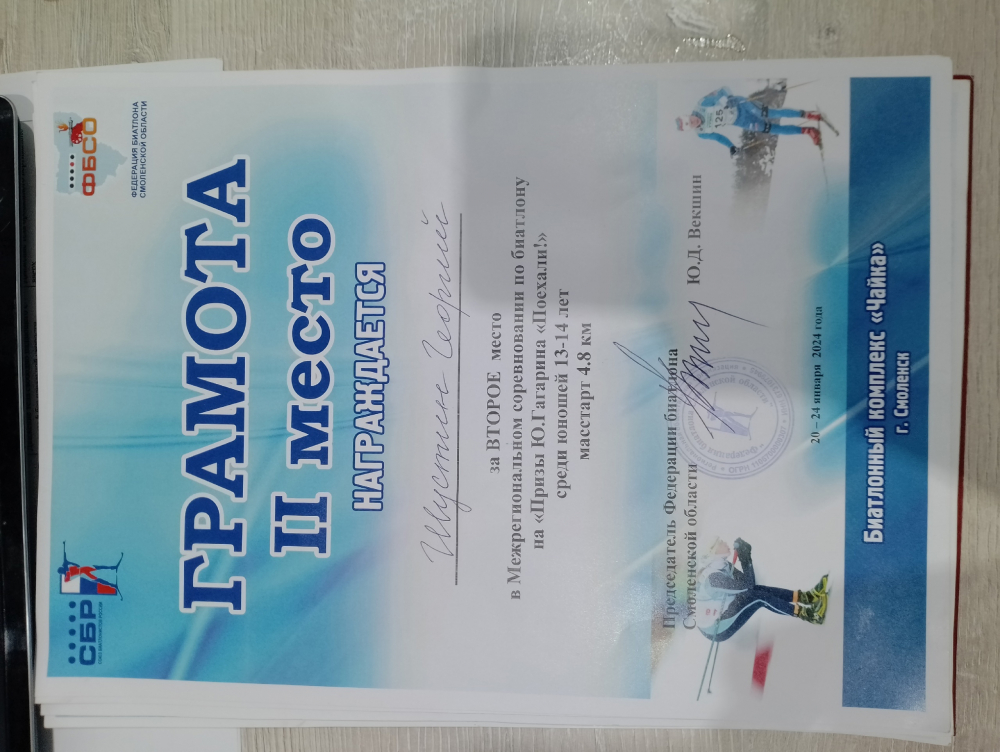 СБР
ФБСО
ФЕДЕРАЦИЯ БИАТЛОНА
СМОЛЕНСКОЙ ОБЛАСТИ
ГРАМОТА
II место
НАГРАЖДАЕТСЯ
Шустин Георгий
за ВТОРОЕ место
в Межрегиональном соревновании по биатлону
на «Призы Ю.Гагарина «Поехали!»
среди юношей 13-14 лет
масстарт 4.8 км
125
Председатель Федерации биатлона
Смоленской области Ю.Д. Векшин
20 – 24 января 2024 года
Биатлонный комплекс «Чайка»
г. Смоленск